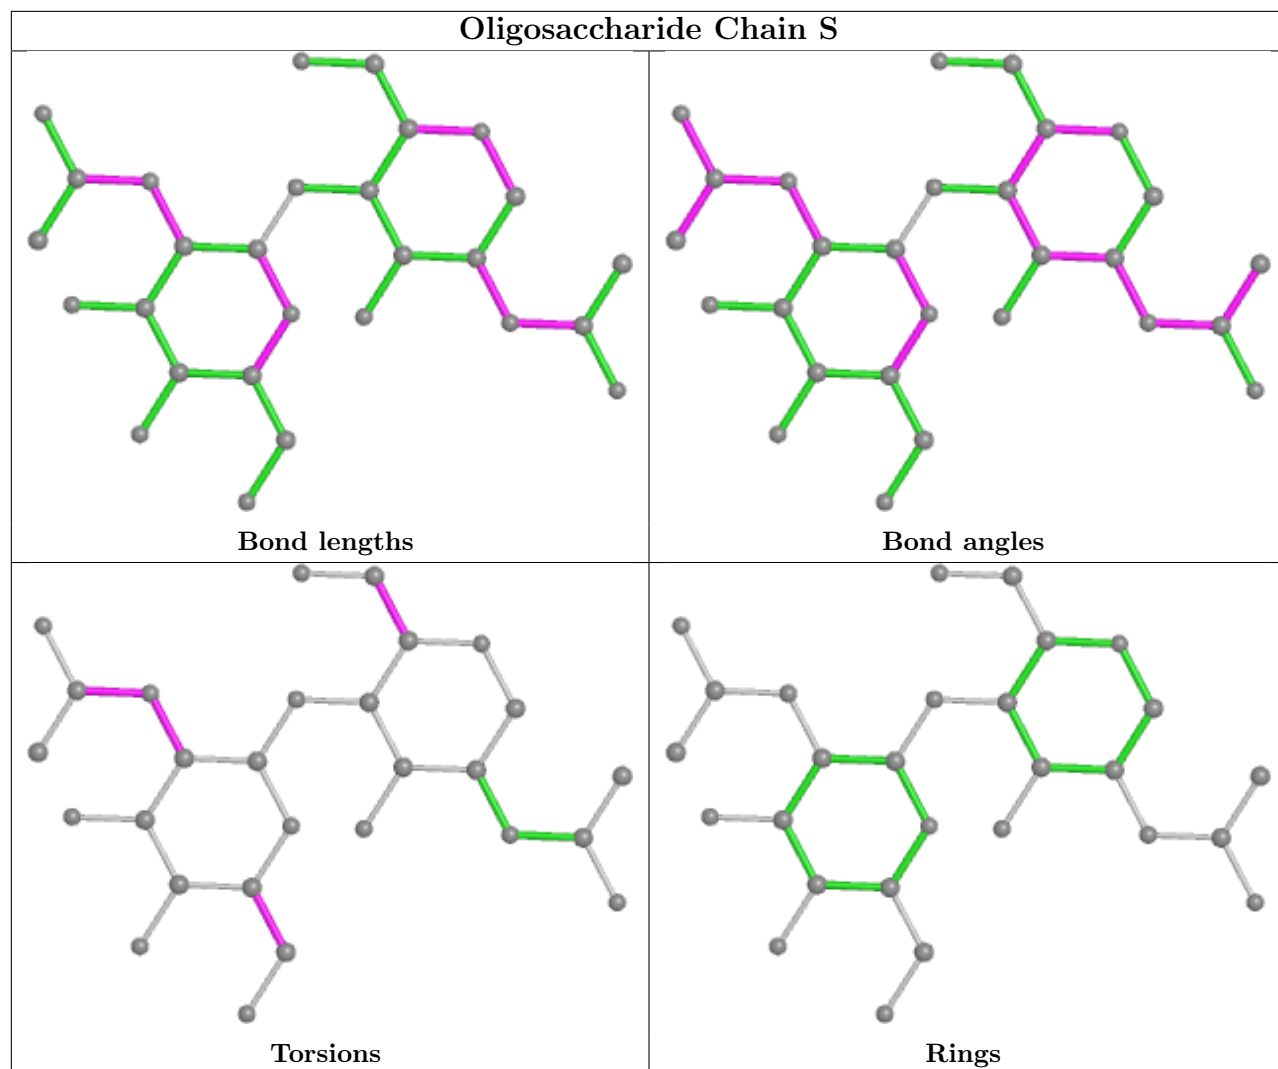 Oligosaccharide Chain S
Bond lengths
Bond angles
Torsions
Rings